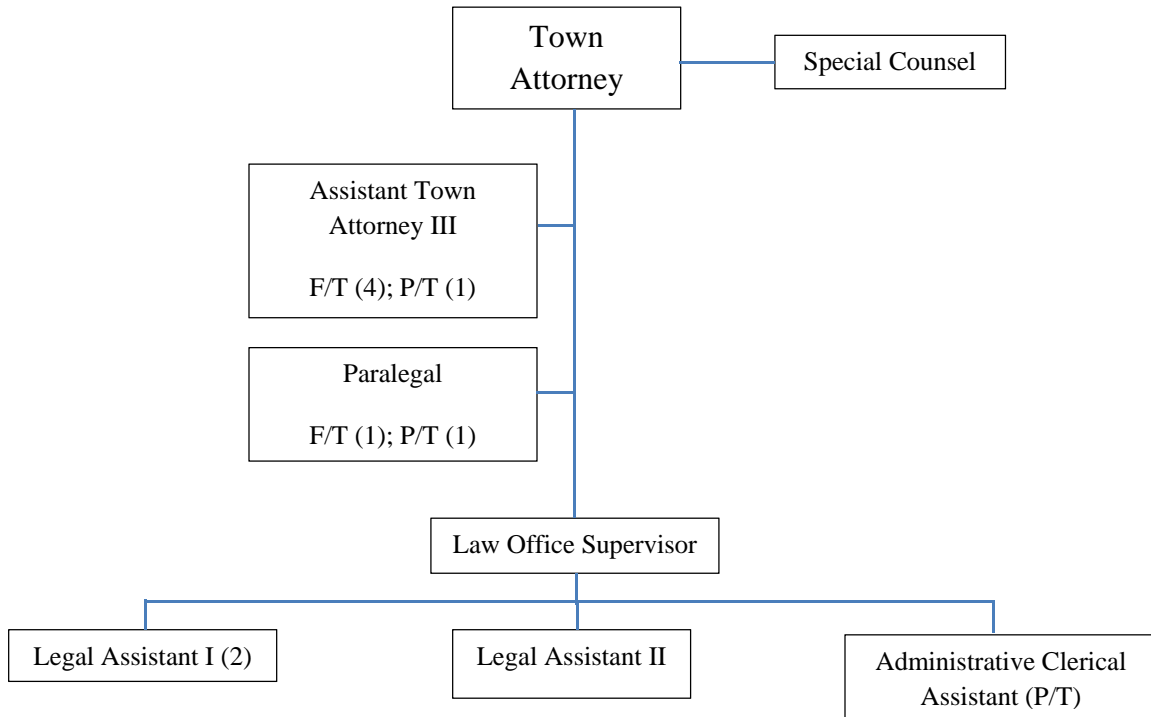 Town
Attorney
Special Counsel
Assistant Town
Attorney III
F/T (4); P/T (1)
Paralegal
F/T (1); P/T (1)
Law Office Supervisor
Legal Assistant I (2)
Legal Assistant II
Administrative Clerical
Assistant (P/T)